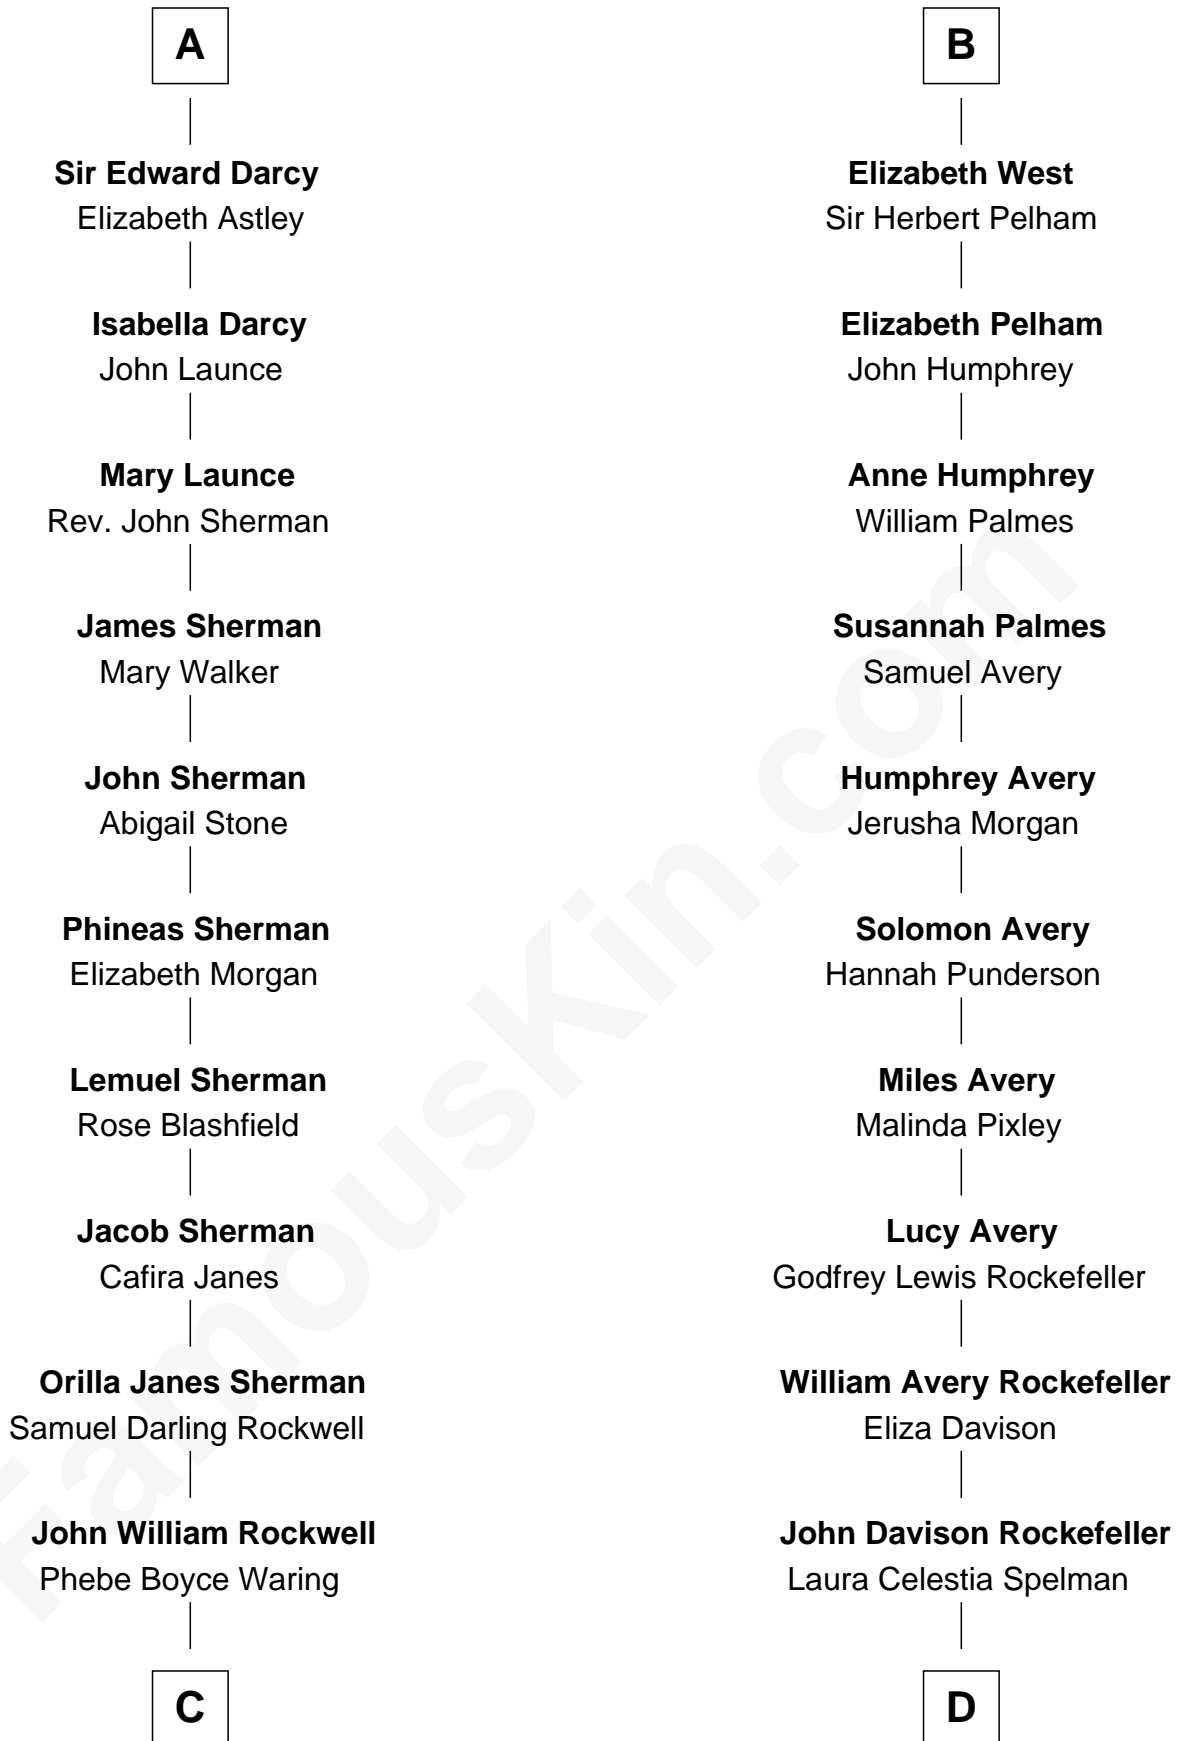 A
Sir Edward Darcy
Elizabeth Astley
Isabella Darcy
John Launce
Mary Launce
Rev. John Sherman
James Sherman
Mary Walker
John Sherman
Abigail Stone
Phineas Sherman
Elizabeth Morgan
Lemuel Sherman
Rose Blashfield
Jacob Sherman
Cafira Janes
Orilla Janes Sherman
Samuel Darling Rockwell
John William Rockwell
Phebe Boyce Waring
C
B
Elizabeth West
Sir Herbert Pelham
Elizabeth Pelham
John Humphrey
Anne Humphrey
William Palmes
Susannah Palmes
Samuel Avery
Humphrey Avery
Jerusha Morgan
Solomon Avery
Hannah Punderson
Miles Avery
Malinda Pixley
Lucy Avery
Godfrey Lewis Rockefeller
William Avery Rockefeller
Eliza Davison
John Davison Rockefeller
Laura Celestia Spelman
D
FamousKin.com